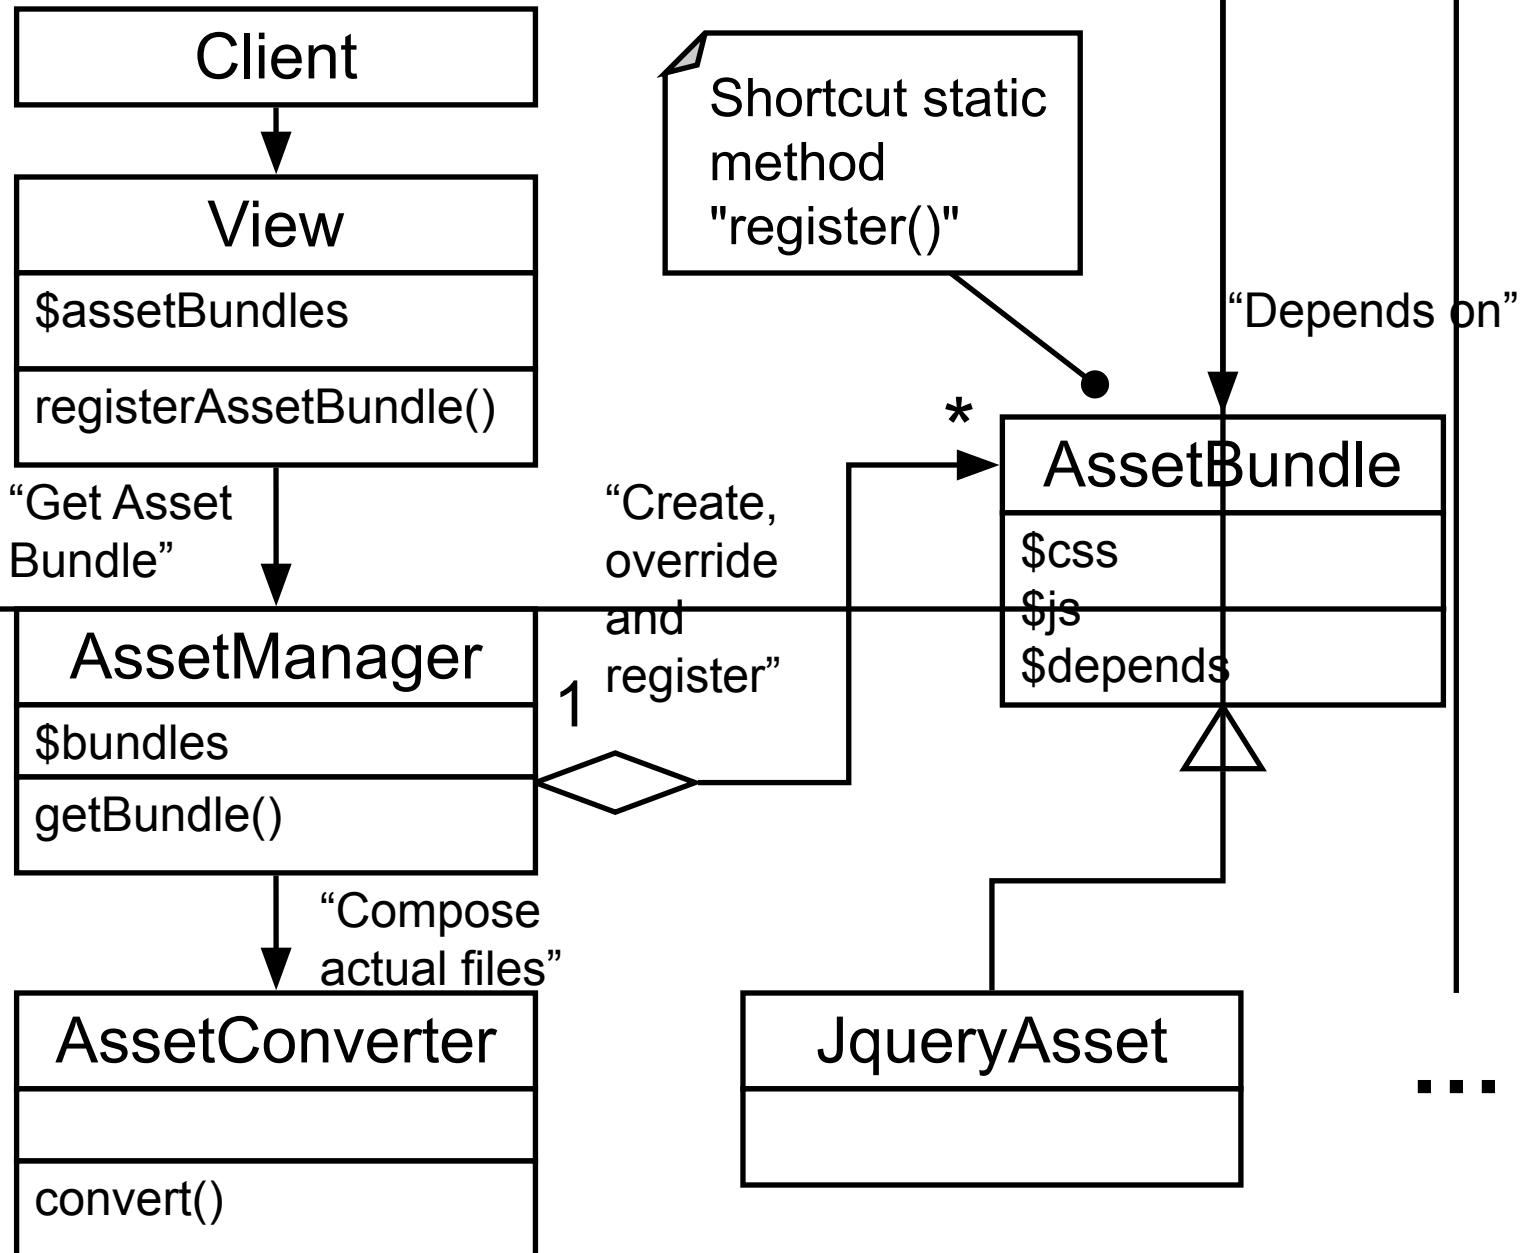 Client
View
$assetBundles
registerAssetBundle()
“Get Asset
Bundle”
AssetManager
$bundles
getBundle()
“Compose
actual files”
AssetConverter
convert()
Shortcut static
method
"register()"
“Depends on”
*
“Create,
override
and
register”
1
AssetBundle
$css
$js
$depends
JqueryAsset
...